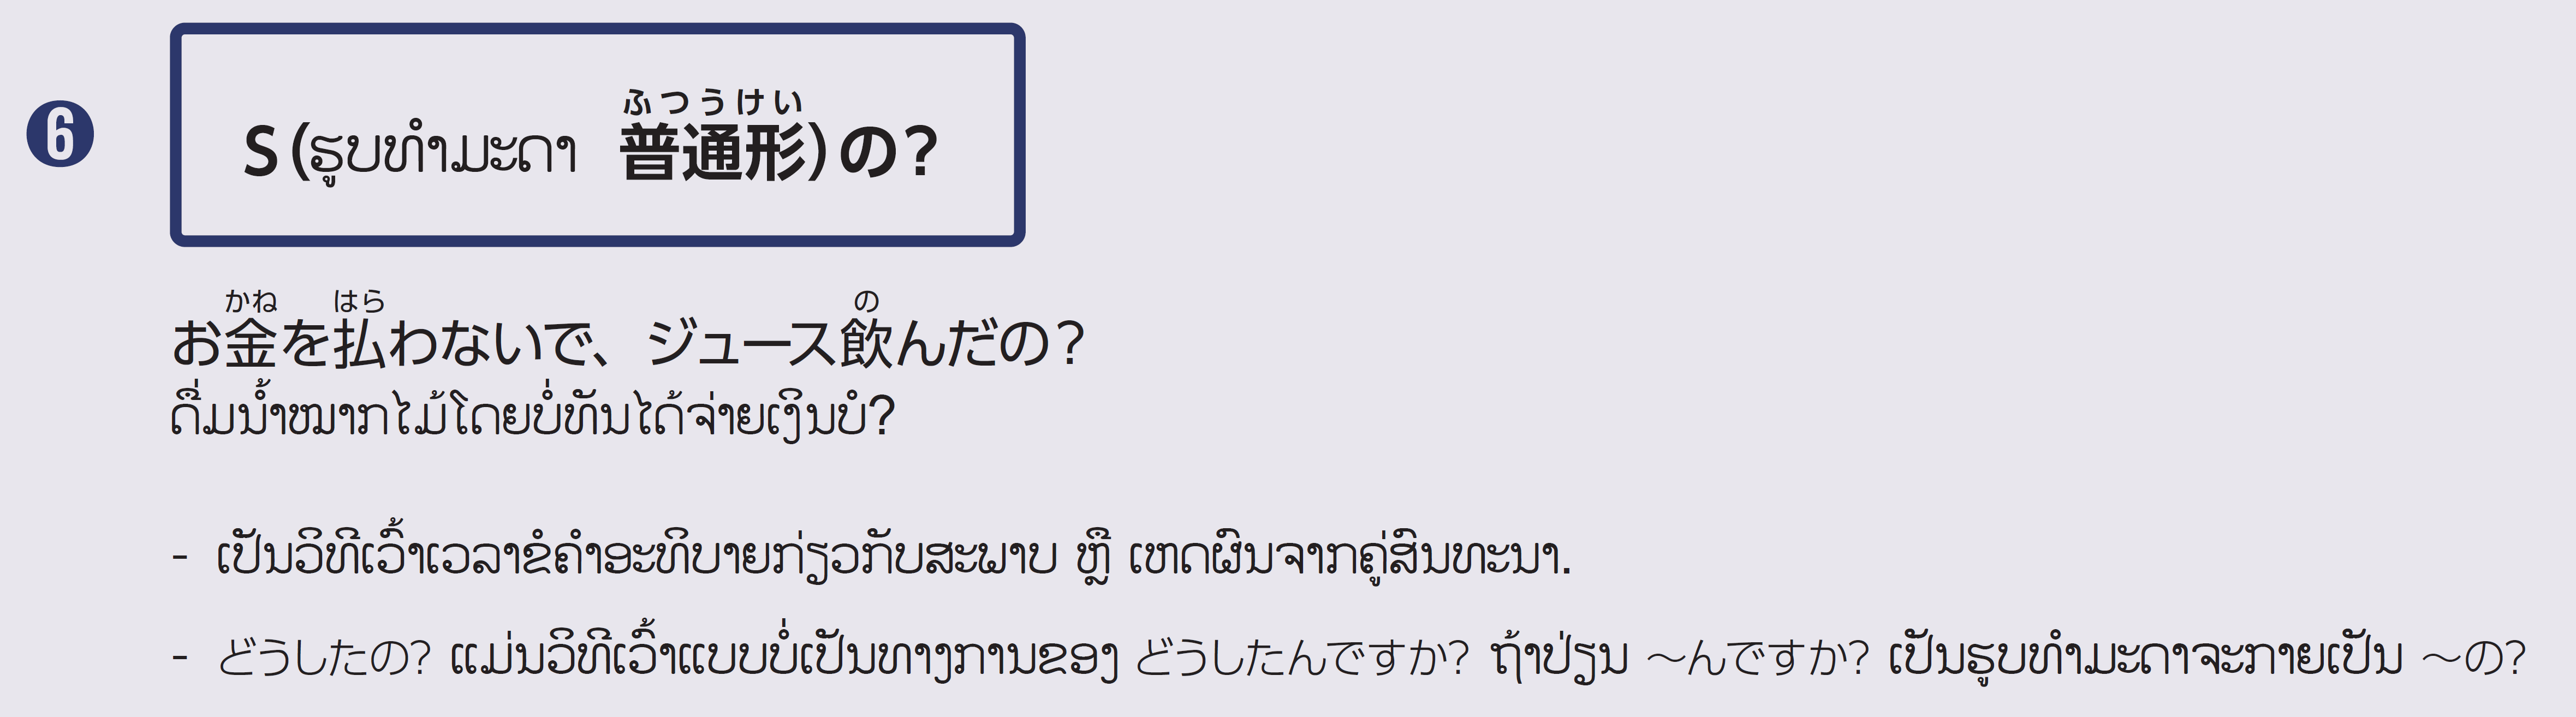 6
ふつうけい
S (ຮູບທຳມະດາ 普通形) の?
かね はら の
お金を払わないで、ジュース飲んだの?
ດື່ມນ້ຳໝາກໄມ້ໂດຍບໍ່ທັນໄດ້ຈ່າຍເງິນບໍ?
- ເປັນວິທີເວົ້າເວລາຂໍຄຳອະທິບາຍກ່ຽວກັບສະພາບ ຫຼື ເຫດຜົນຈາກຄູ່ສົນທະນາ.
- どうしたの? ແມ່ນວິທີເວົ້າແບບບໍ່ເປັນທາງການຂອງ どうしたんですか? ຖ້າປ່ຽນ ～んですか? ເປັນຮູບທຳມະດາຈະກາຍເປັນ ～の?